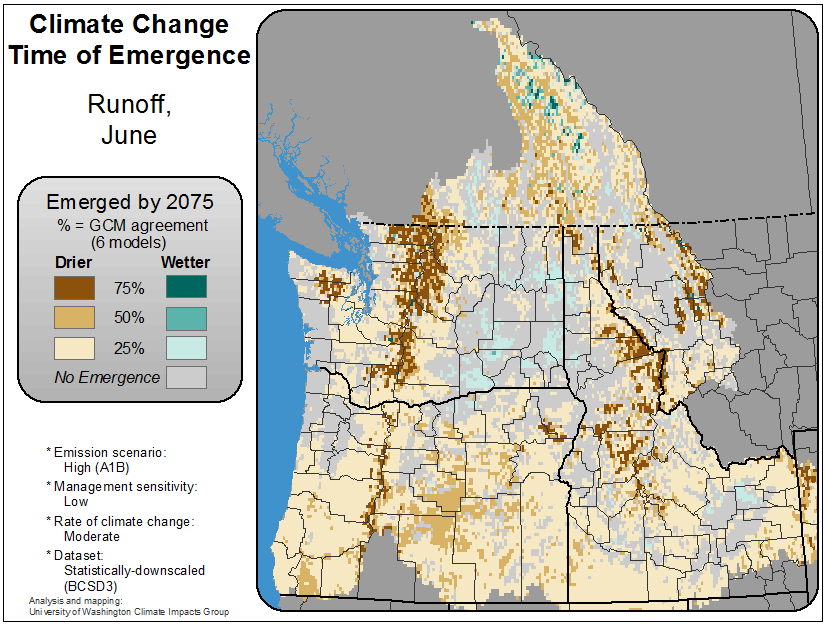 Climate Change
Time of Emergence
Runoff,
June
Emerged by 2075
% = GCM agreement
(6 models)
Drier Wetter
75%
50%
25%
No Emergence
* Emission scenario:
High (A1B)
* Management sensitivity:
Low
* Rate of climate change:
Moderate
* Dataset:
Statistically-downscaled
(BCSD3)
Analysis and mapping:
University of Washington Climate Impacts Group